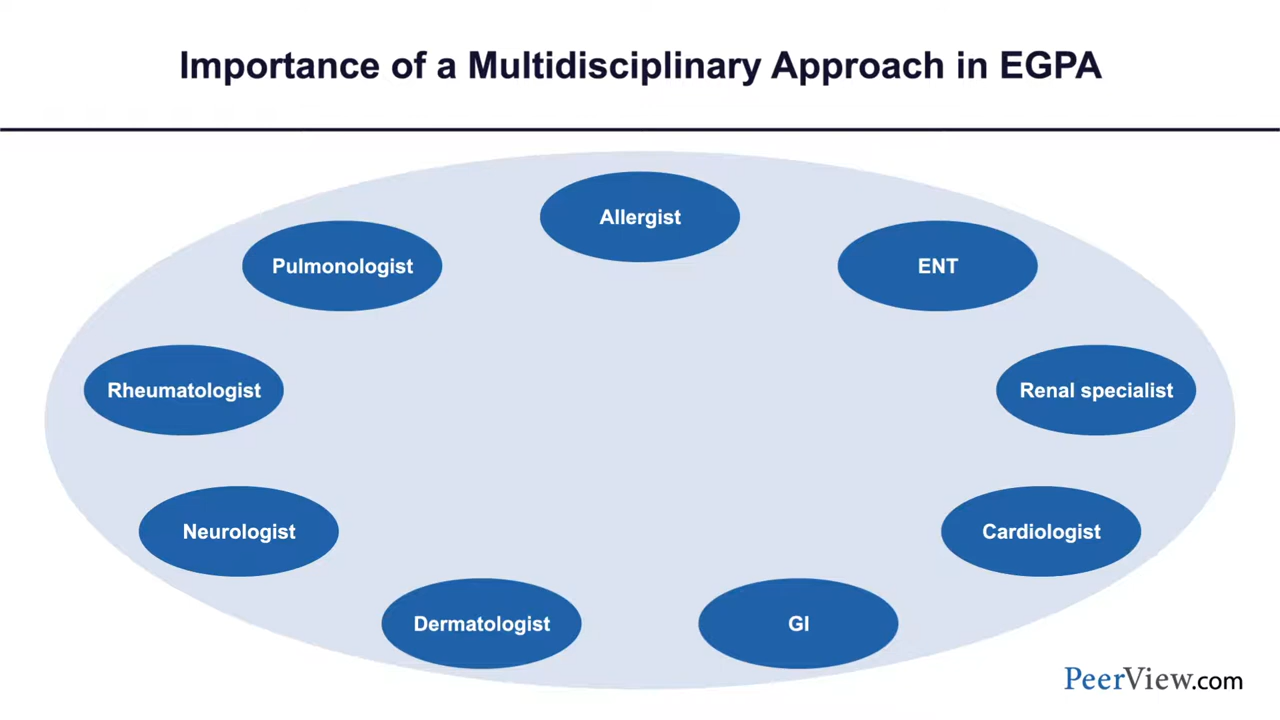 Importance of a Multidisciplinary Approach in EGPA
Allergist
Pulmonologist
ENT
Rheumatologist
Renal specialist
Neurologist
Cardiologist
Dermatologist
GI
PeerView.com